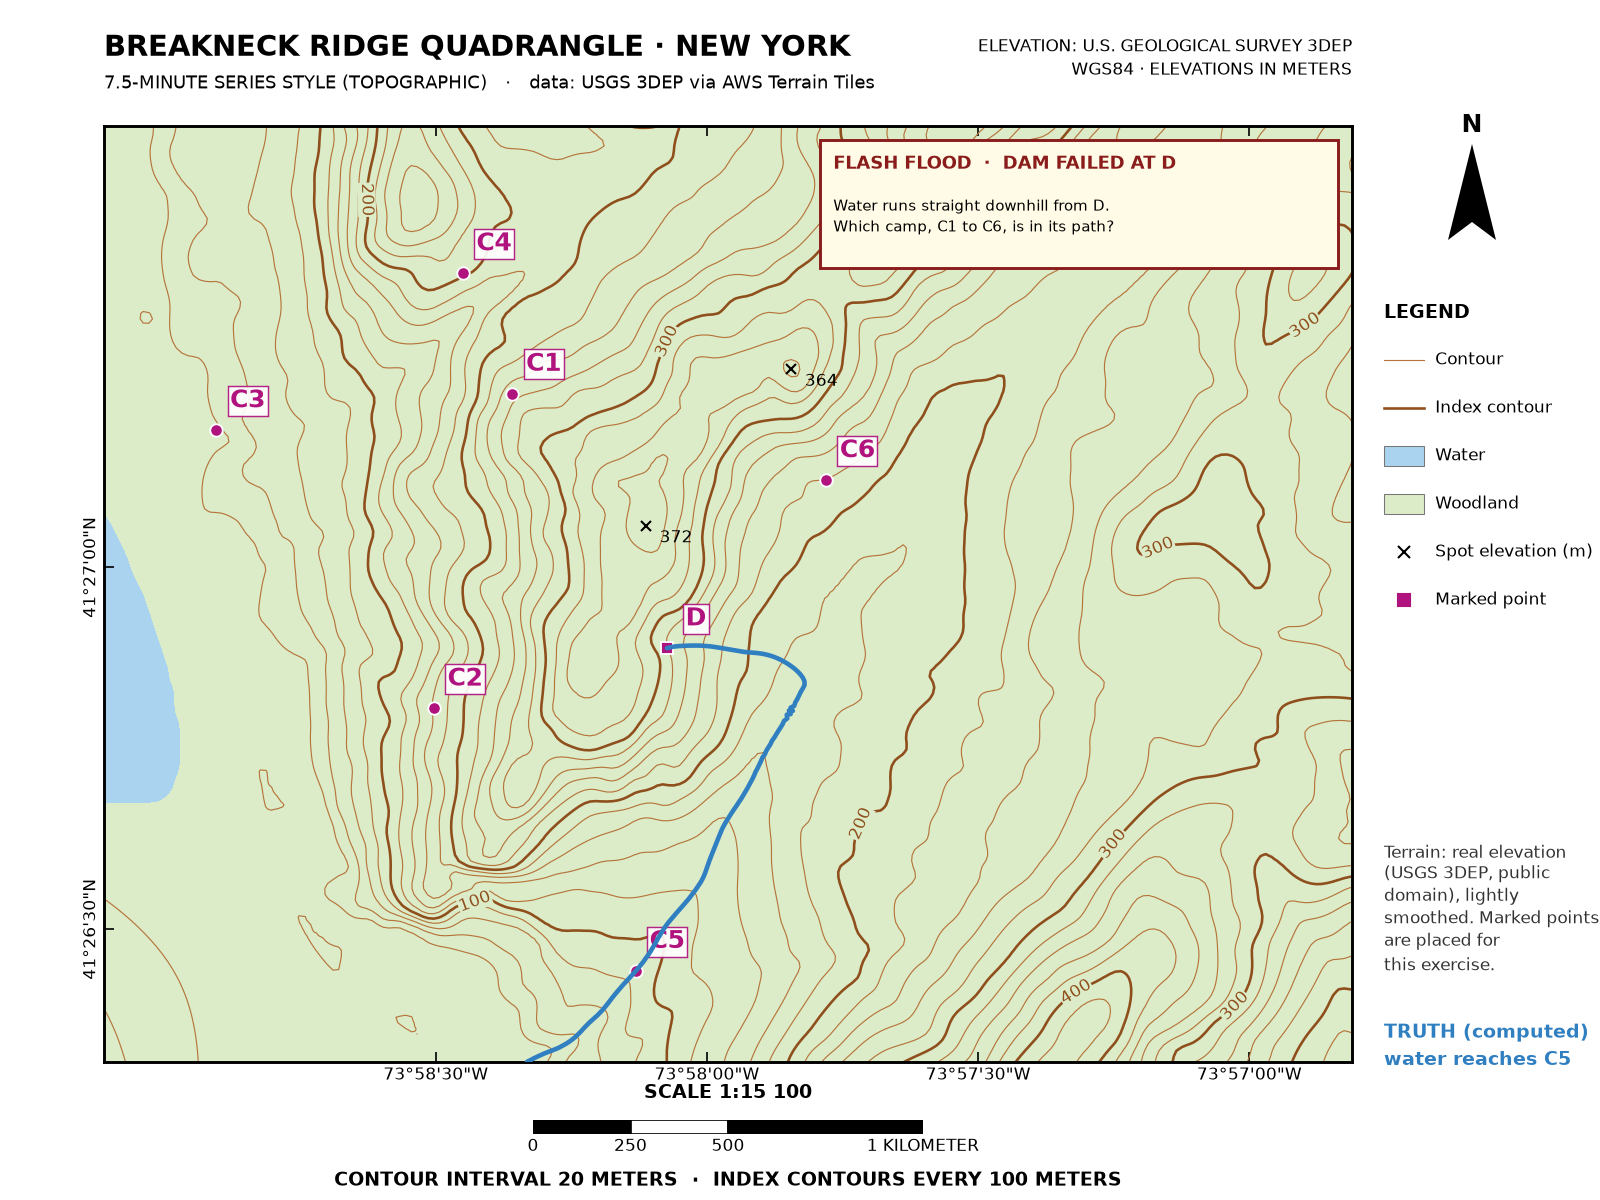 BREAKNECK RIDGE QUADRANGLE · NEW YORK
7.5-MINUTE SERIES STYLE (TOPOGRAPHIC) · data: USGS 3DEP via AWS Terrain Tiles
ELEVATION: U.S. GEOLOGICAL SURVEY 3DEP
WGS84 · ELEVATIONS IN METERS
FLASH FLOOD · DAM FAILED AT D
Water runs straight downhill from D.
Which camp, C1 to C6, is in its path?
N
200
C4
300
300
C1
364
C3
C6
372
300
D
C2
200
300
100
C5
400
300
41°27'00"N
41°26'30"N
73°58'30"W
73°58'00"W
73°57'30"W
73°57'00"W
LEGEND
Contour
Index contour
Water
Woodland
Spot elevation (m)
Marked point
Terrain: real elevation
(USGS 3DEP, public
domain), lightly
smoothed. Marked points
are placed for
this exercise.
TRUTH (computed)
water reaches C5
SCALE 1:15 100
0 250 500 1 KILOMETER
CONTOUR INTERVAL 20 METERS · INDEX CONTOURS EVERY 100 METERS